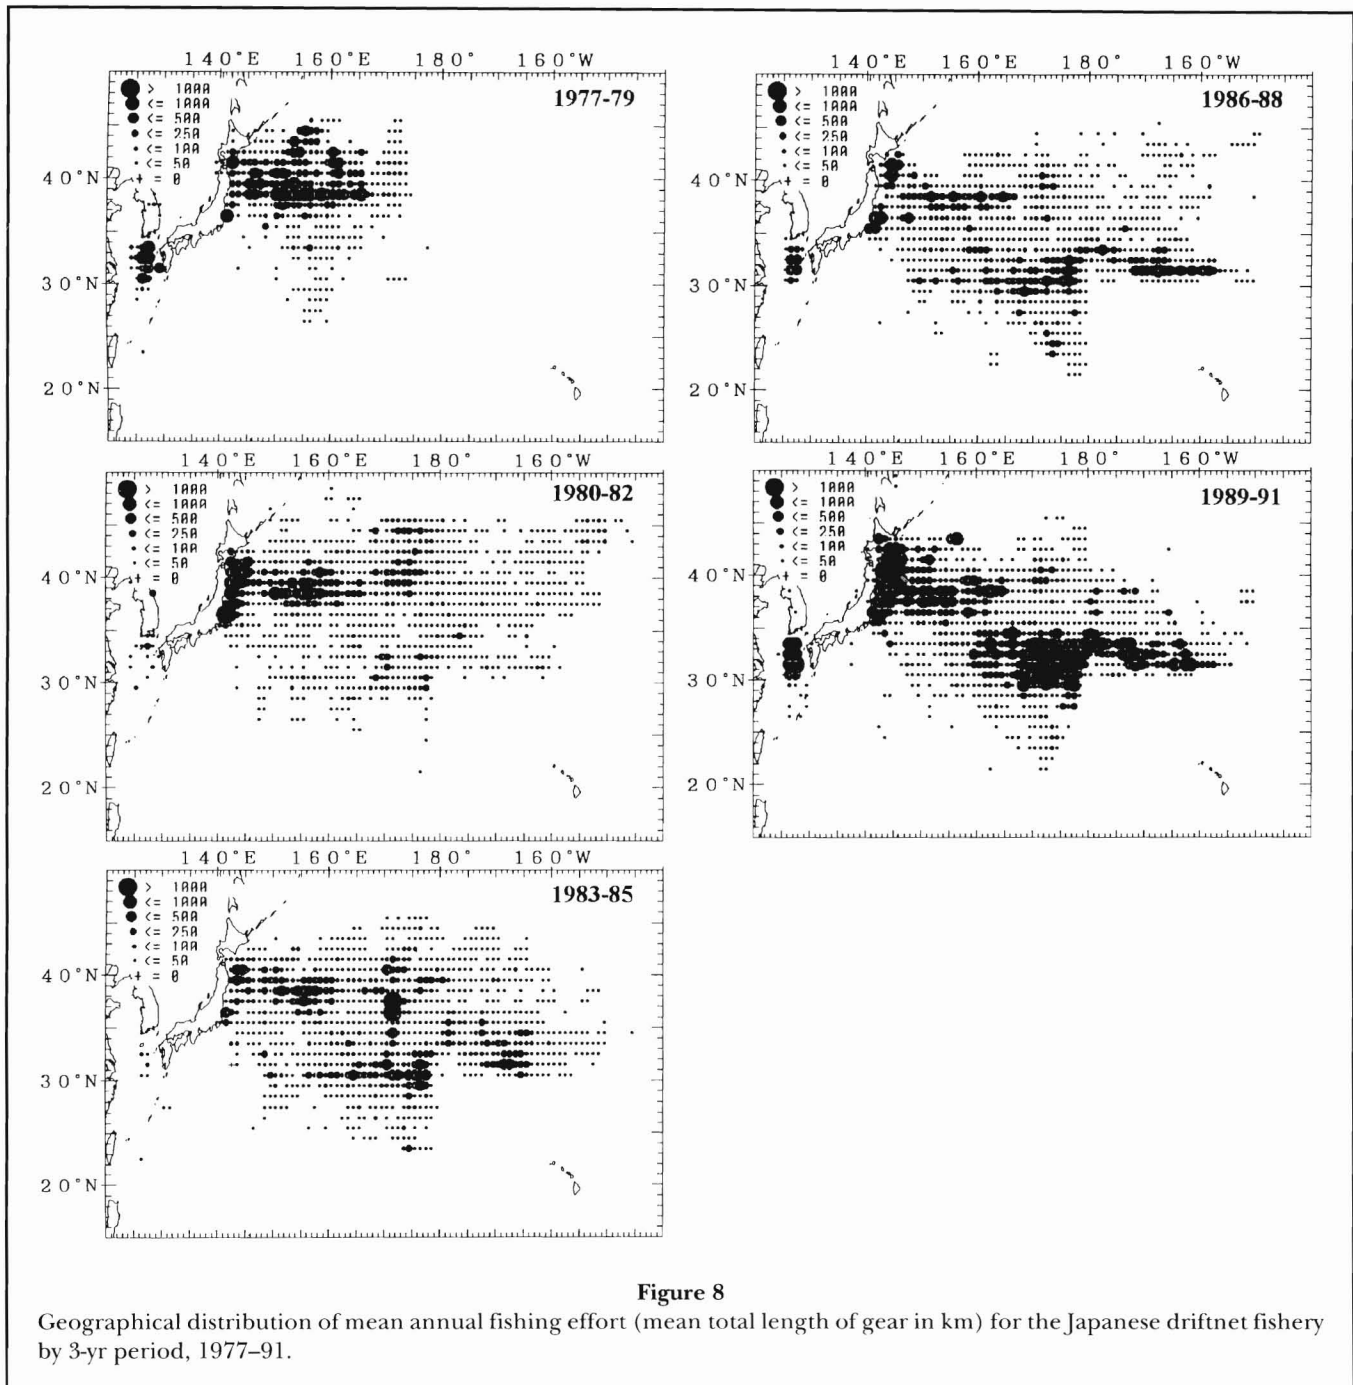 140°E 160°E 180° 160°W
1977-79
> 1000
<= 1000
<= 500
<= 250
<= 100
<= 50
+ = 0
40°N
30°N
20°N
140°E 160°E 180° 160°W
1980-82
> 1000
<= 1000
<= 500
<= 250
<= 100
<= 50
+ = 0
40°N
30°N
20°N
140°E 160°E 180° 160°W
1983-85
> 1000
<= 1000
<= 500
<= 250
<= 100
<= 50
+ = 0
40°N
30°N
20°N
140°E 160°E 180° 160°W
1986-88
> 1000
<= 1000
<= 500
<= 250
<= 100
<= 50
+ = 0
40°N
30°N
20°N
140°E 160°E 180° 160°W
1989-91
> 1000
<= 1000
<= 500
<= 250
<= 100
<= 50
+ = 0
40°N
30°N
20°N
Figure 8
Geographical distribution of mean annual fishing effort (mean total length of gear in km) for the Japanese driftnet fishery
by 3-yr period, 1977–91.